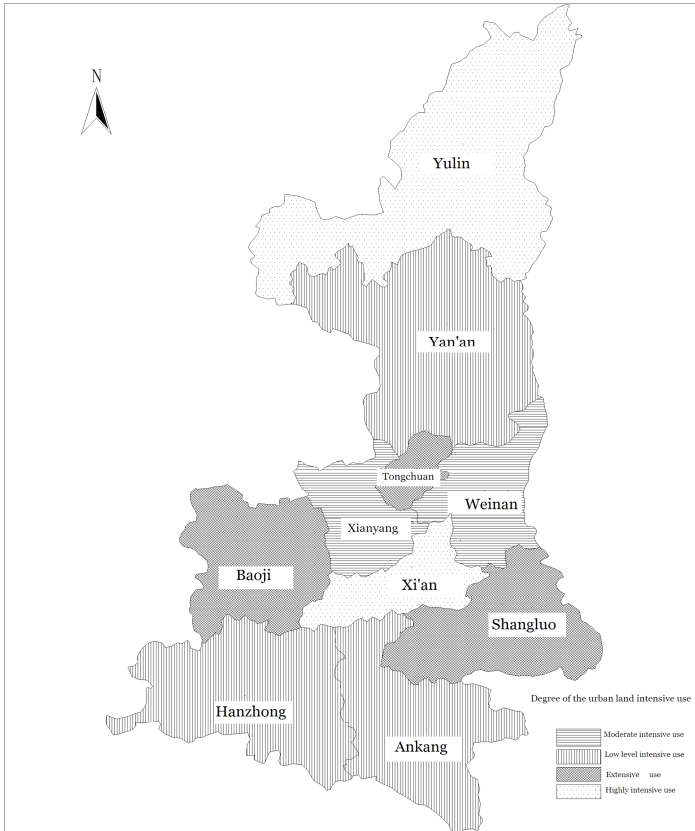 N
Yulin
Yan'an
Tongchuan
Weinan
Xianyang
Baoji
Xi'an
Shangluo
Hanzhong
Ankang
Degree of the urban land intensive use
Moderate intensive use
Low level intensive use
Extensive use
Highly intensive use